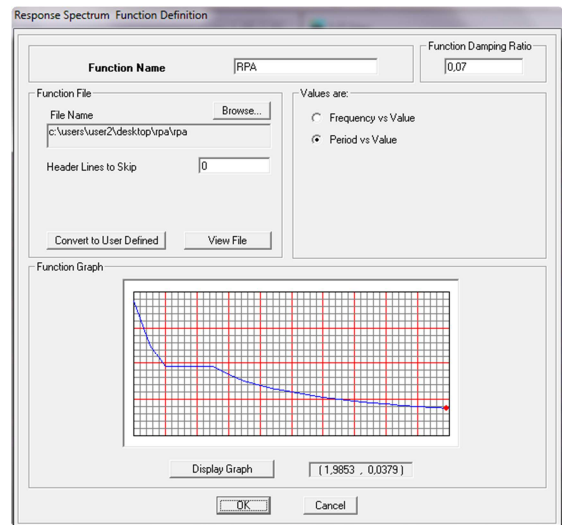 Response Spectrum Function Definition
Function Name
RPA
Function Damping Ratio
0,07
Function File
File Name
Browse...
c:\users\user2\desktop\rpa\rpa
Header Lines to Skip
0
Convert to User Defined
View File
Values are:
Frequency vs Value
Period vs Value
Function Graph
Display Graph
(1,9853 , 0,0379)
OK
Cancel